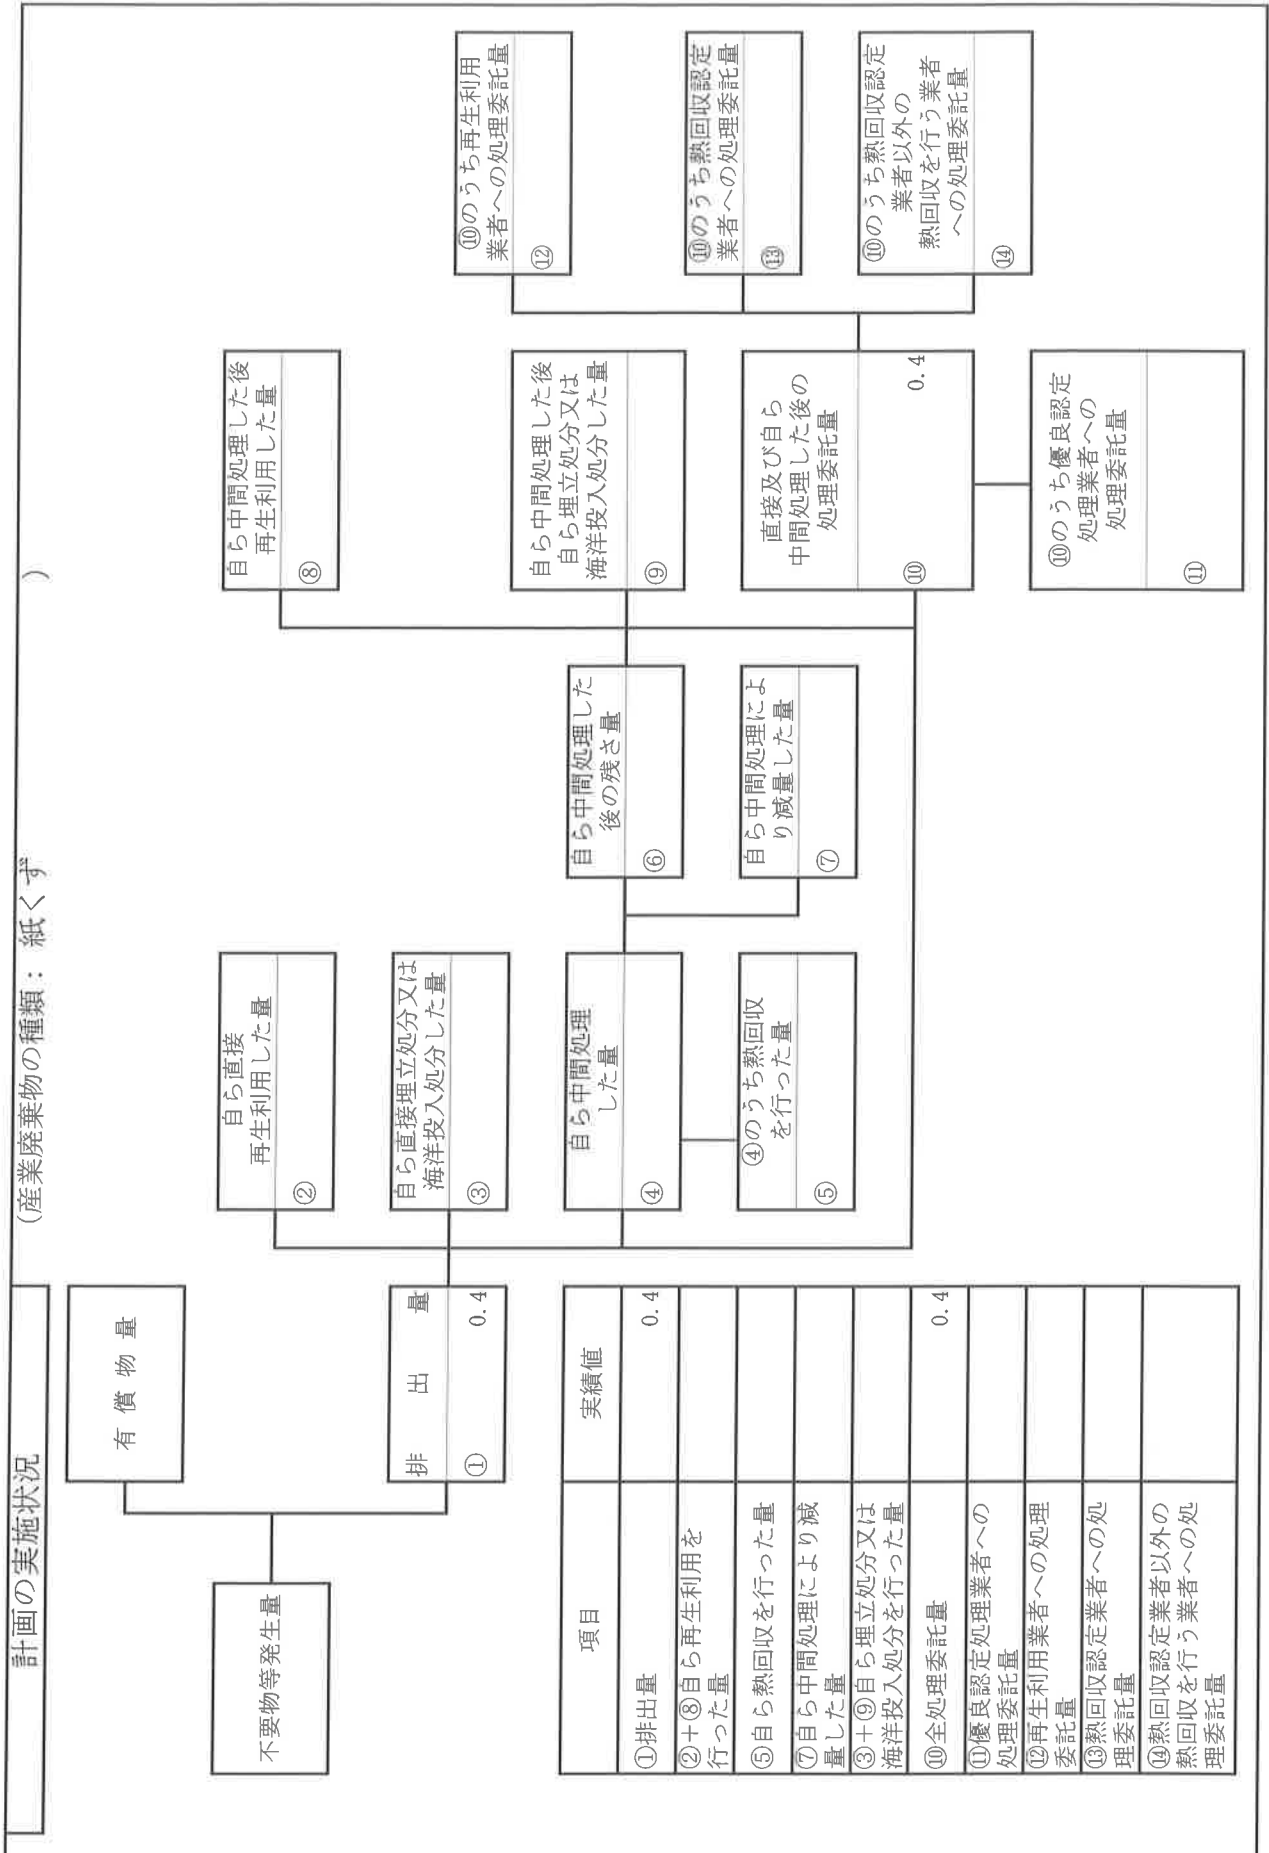 計画の実施状況
(産業廃棄物の種類： 紙くず )
不要物等発生量
有 償 物 量
排 出 量
① 0.4
自ら直接
再生利用した量
②
自ら直接埋立処分又は
海洋投入処分した量
③
自ら中間処理
した量
④
④のうち熱回収
を行った量
⑤
自ら中間処理した
後の残さ量
⑥
自ら中間処理によ
り減量した量
⑦
自ら中間処理した後
再生利用した量
⑧
自ら中間処理した後
自ら埋立処分又は
海洋投入処分した量
⑨
直接及び自ら
中間処理した後の
処理委託量
⑩ 0.4
⑩のうち優良認定
処理業者への
処理委託量
⑪
⑩のうち再生利用
業者への処理委託量
⑫
⑩のうち熱回収認定
業者への処理委託量
⑬
⑩のうち熱回収認定
業者以外の
熱回収を行う業者
への処理委託量
⑭
項目 実績値
①排出量 0.4
②＋⑧自ら再生利用を
行った量
⑤自ら熱回収を行った量
⑦自ら中間処理により減
量した量
③＋⑨自ら埋立処分又は
海洋投入処分を行った量
⑩全処理委託量 0.4
⑪優良認定処理業者への
処理委託量
⑫再生利用業者への処理
委託量
⑬熱回収認定業者への処
理委託量
⑭熱回収認定業者以外の
熱回収を行う業者への処
理委託量